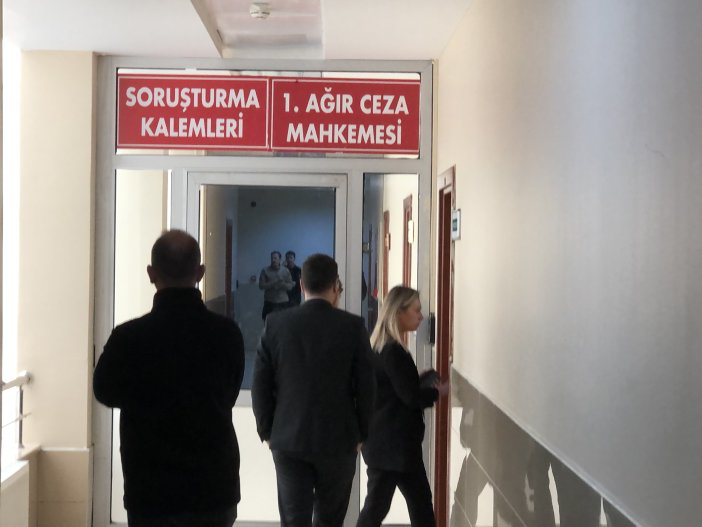 SORUŞTURMA
KALEMLERİ
1. AĞIR CEZA
MAHKEMESİ